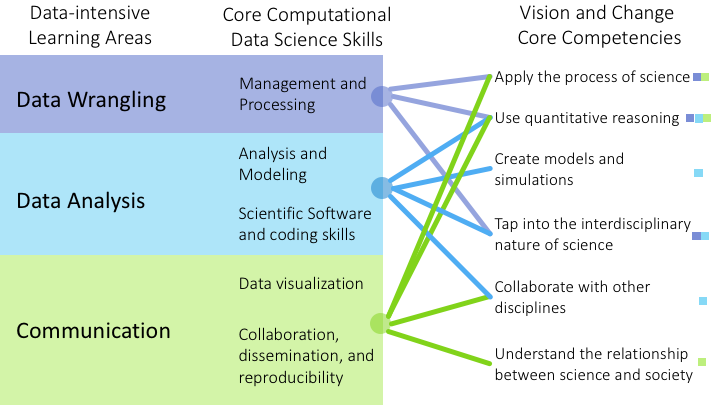 Data-intensive
Learning Areas
Core Computational
Data Science Skills
Vision and Change
Core Competencies
Data Wrangling
Management and
Processing
Data Analysis
Analysis and
Modeling
Scientific Software
and coding skills
Communication
Data visualization
Collaboration,
dissemination, and
reproducibility
Apply the process of science
Use quantitative reasoning
Create models and
simulations
Tap into the interdisciplinary
nature of science
Collaborate with other
disciplines
Understand the relationship
between science and society